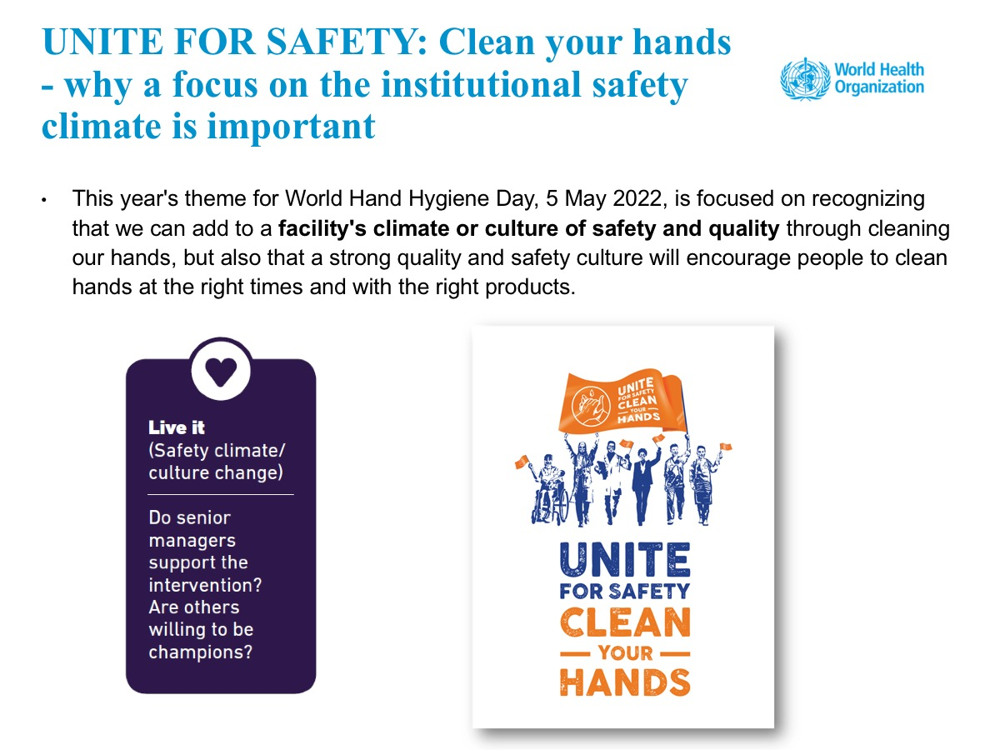 UNITE FOR SAFETY: Clean your hands
- why a focus on the institutional safety
climate is important
World Health
Organization
• This year's theme for World Hand Hygiene Day, 5 May 2022, is focused on recognizing
that we can add to a facility's climate or culture of safety and quality through cleaning
our hands, but also that a strong quality and safety culture will encourage people to clean
hands at the right times and with the right products.
Live it
(Safety climate/
culture change)
Do senior
managers
support the
intervention?
Are others
willing to be
champions?
UNITE
FOR SAFETY
CLEAN
YOUR
HANDS
UNITE
FOR SAFETY
CLEAN
YOUR
HANDS